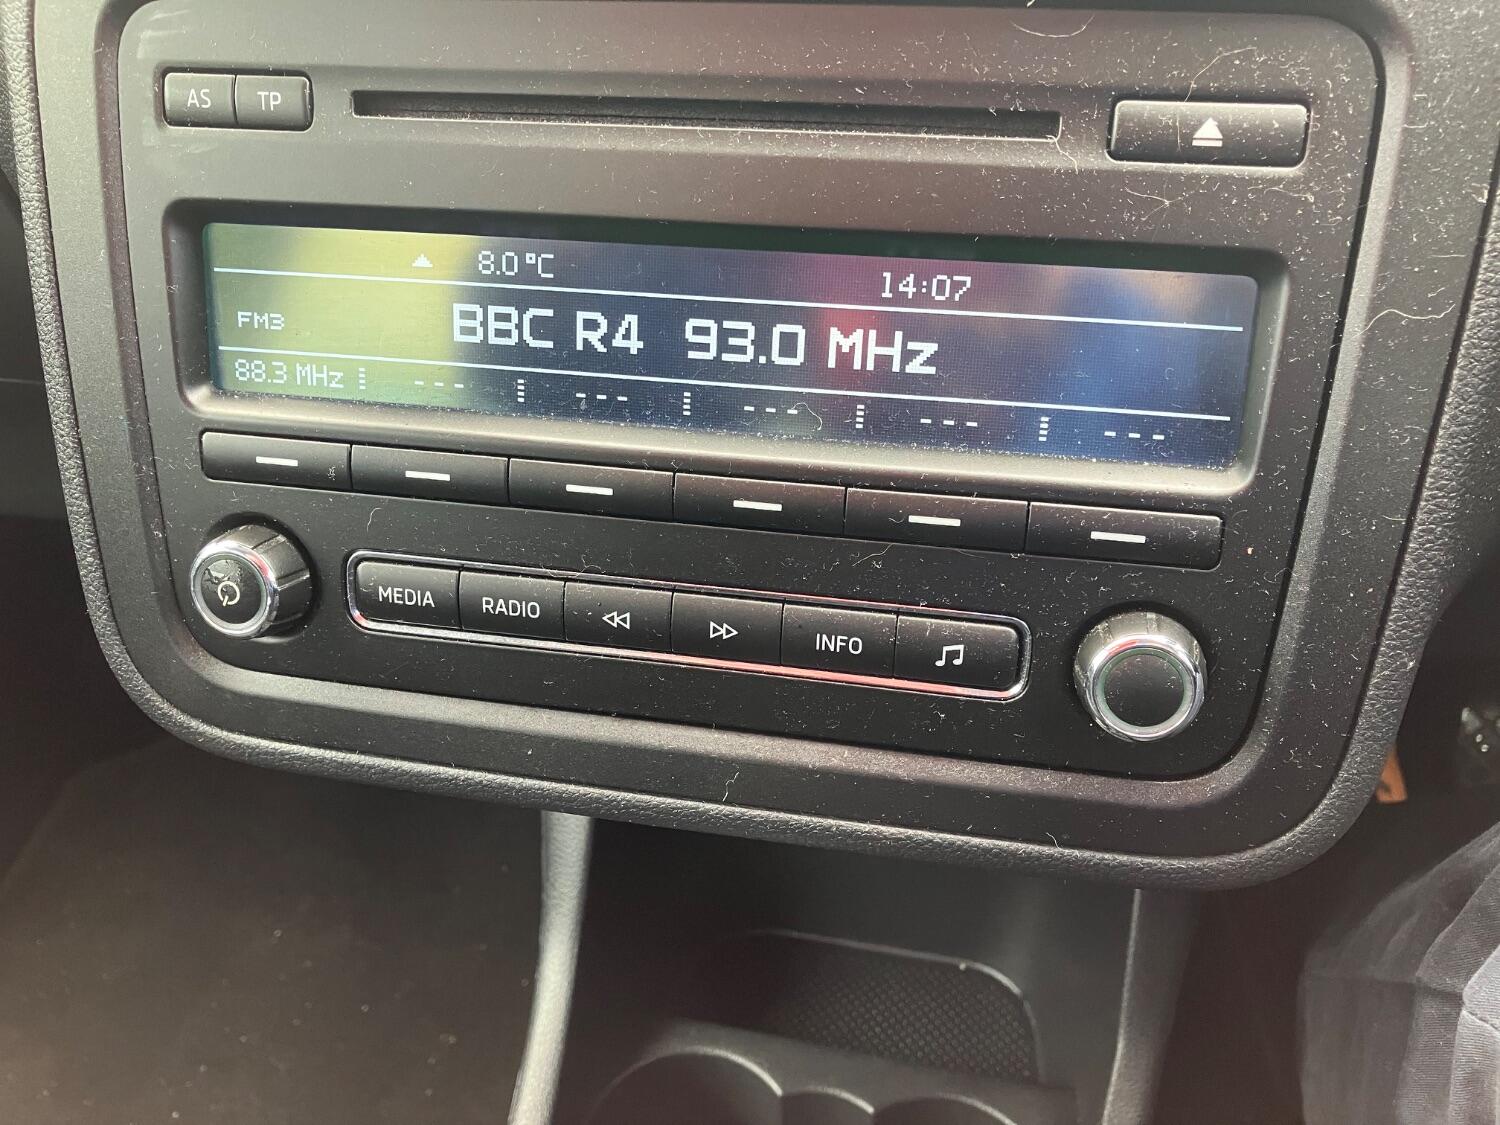 AS TP
8.0 °C 14:07
FM3 BBC R4 93.0 MHz
88.3 MHz --- --- --- --- ---
MEDIA RADIO INFO